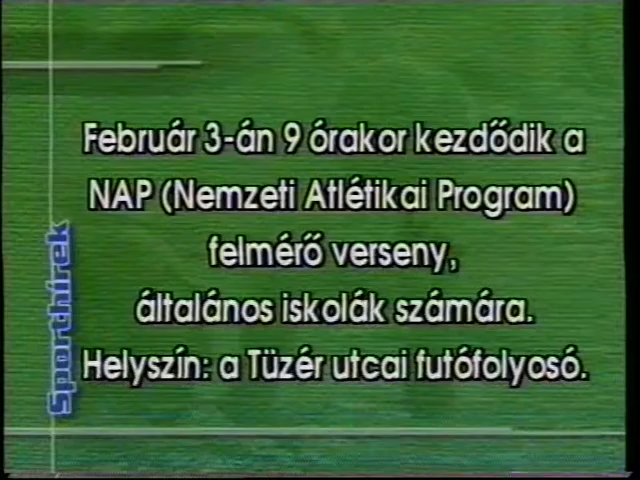 Február 3-án 9 órakor kezdődik a
NAP (Nemzeti Atlétikai Program)
felmérő verseny,
általános iskolák számára.
Helyszín: a Tüzér utcai futófolyosó.
Sporthírek